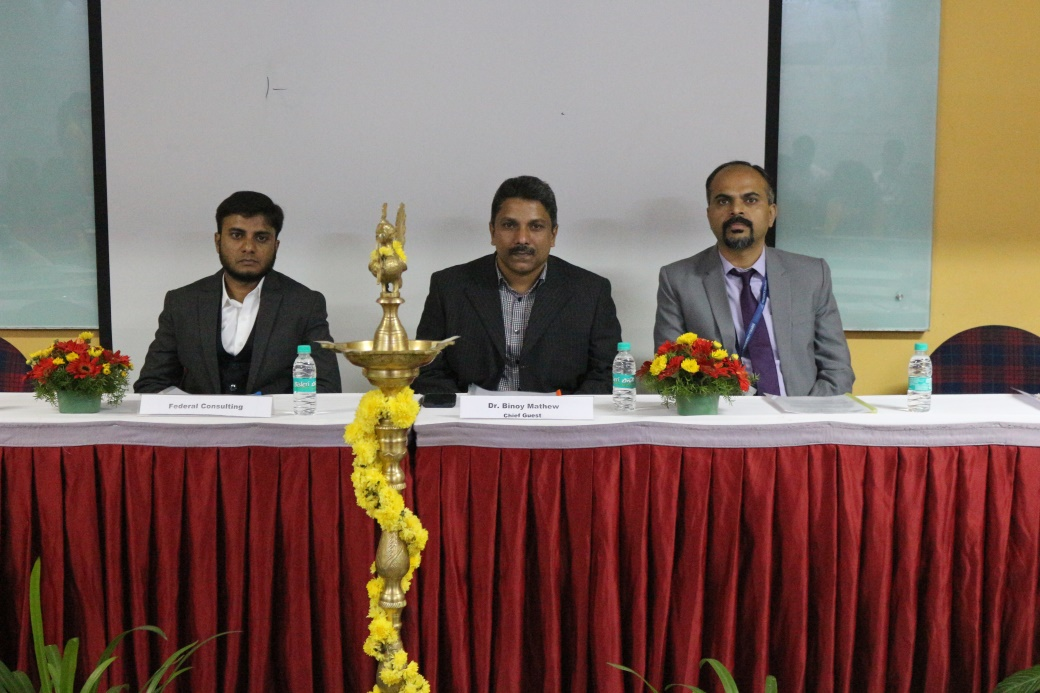 Federal Consulting
Dr. Binoy Mathew
Chief Guest